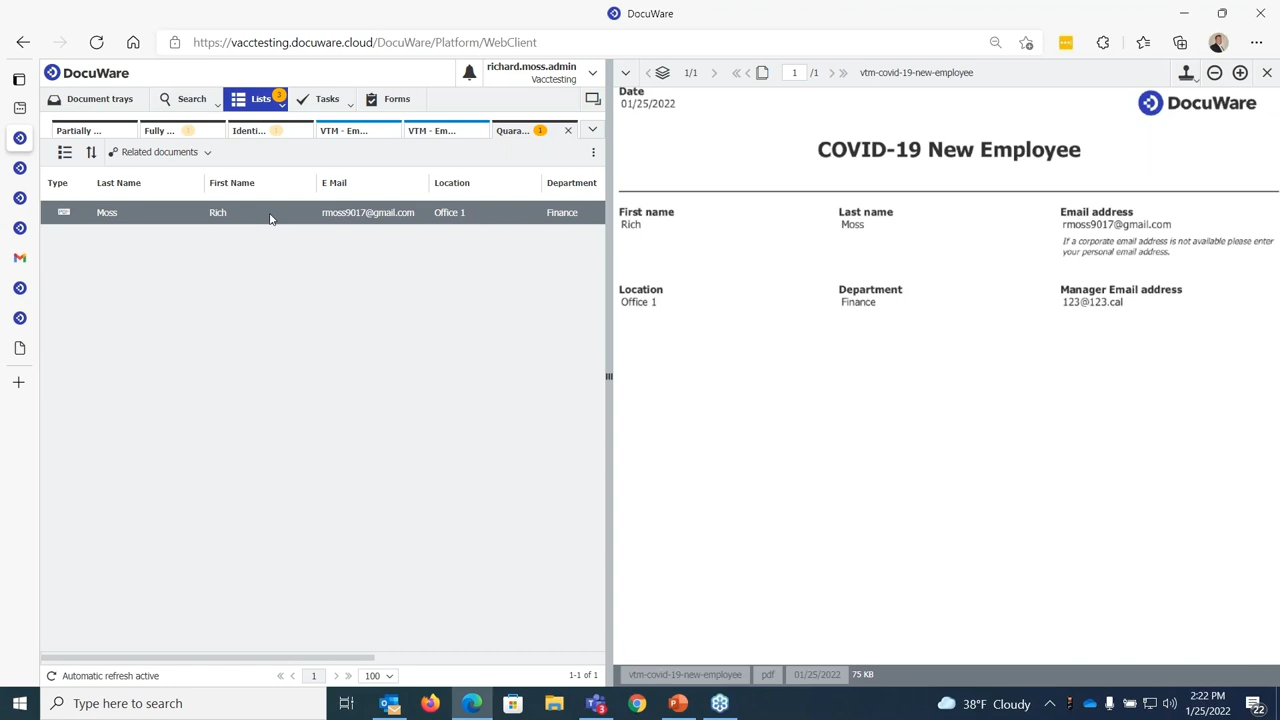 DocuWare
https://vacctesting.docuware.cloud/DocuWare/Platform/WebClient
DocuWare
richard.moss.admin
Vacctesting
1/1
1
/1
vtm-covid-19-new-employee
Document trays
Search
Lists
3
Tasks
Forms
Partially ...
Fully ...
1
Identi...
1
VTM - Em...
VTM - Em...
Quara...
1
Related documents
Type
Last Name
First Name
E Mail
Location
Department
Moss
Rich
rmoss9017@gmail.com
Office 1
Finance
Date
01/25/2022
DocuWare
COVID-19 New Employee
First name
Last name
Email address
Rich
Moss
rmoss9017@gmail.com
If a corporate email address is not available please enter
your personal email address.
Location
Department
Manager Email address
Office 1
Finance
123@123.cal
Automatic refresh active
1
100
1-1 of 1
vtm-covid-19-new-employee
pdf
01/25/2022
75 KB
Type here to search
38°F Cloudy
2:22 PM
1/25/2022
22